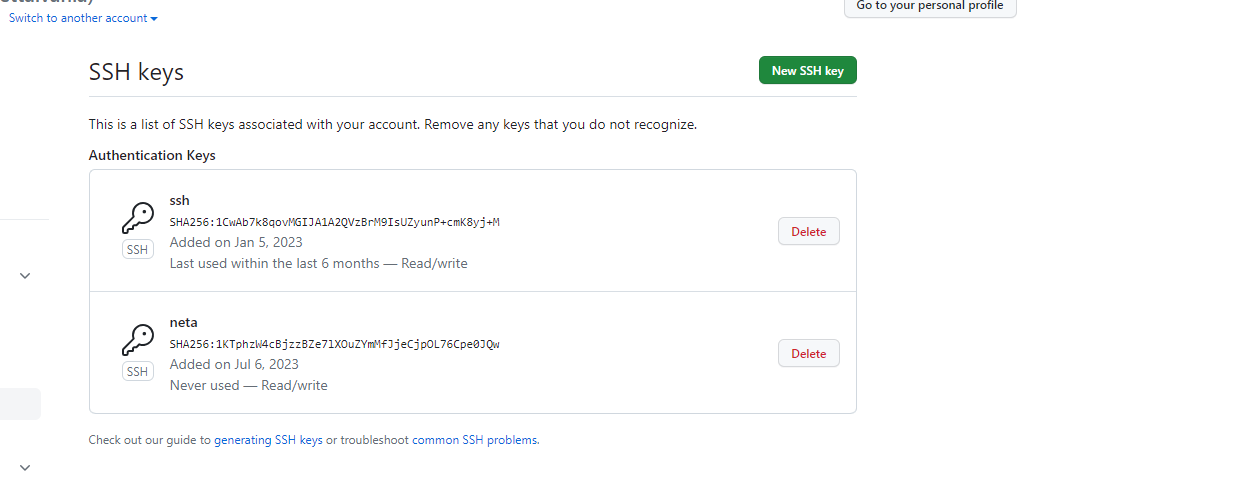 Switch to another account
Go to your personal profile
SSH keys
New SSH key
This is a list of SSH keys associated with your account. Remove any keys that you do not recognize.
Authentication Keys
ssh
SHA256:1CwAb7k8qovMGIJA1A2QVzBrM9IsUZyunP+cmK8yj+M
Added on Jan 5, 2023
Last used within the last 6 months — Read/write
SSH
Delete
neta
SHA256:1KTphzW4cBjzzBZe7lXOuZYmMfJjeCjpOL76Cpe0JQw
Added on Jul 6, 2023
Never used — Read/write
SSH
Delete
Check out our guide to generating SSH keys or troubleshoot common SSH problems.